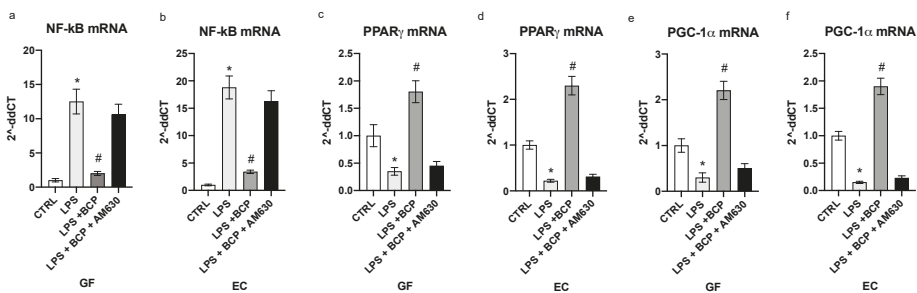 a
NF-kB mRNA
2^-ddCT
20
15
10
5
0
*
#
CTRL
LPS
LPS +BCP
LPS + BCP + AM630
GF
b
NF-kB mRNA
2^-ddCT
25
20
15
10
5
0
*
#
CTRL
LPS
LPS +BCP
LPS + BCP + AM630
EC
c
PPARγ mRNA
2^-ddCT
2.5
2.0
1.5
1.0
0.5
0.0
*
#
CTRL
LPS
LPS +BCP
LPS + BCP + AM630
GF
d
PPARγ mRNA
2^-ddCT
3
2
1
0
*
#
CTRL
LPS
LPS +BCP
LPS + BCP + AM630
EC
e
PGC-1α mRNA
2^-ddCT
3
2
1
0
*
#
CTRL
LPS
LPS +BCP
LPS + BCP + AM630
GF
f
PGC-1α mRNA
2^-ddCT
2.5
2.0
1.5
1.0
0.5
0.0
*
#
CTRL
LPS
LPS +BCP
LPS + BCP + AM630
EC